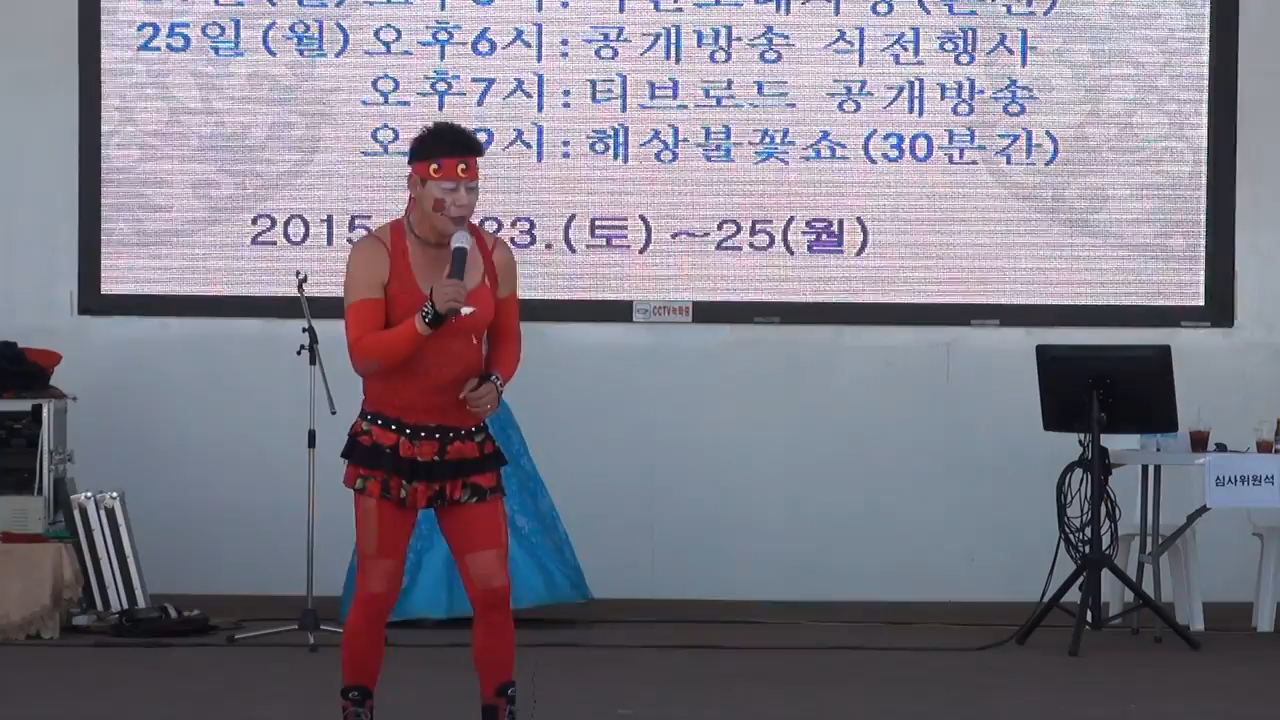 25일(월)오후6시:공개방송 식전행사
오후7시:티브로드 공개방송
오 9시:해상불꽃쇼(30분간)
2015 23.(토)~25(월)
CCTV녹화중
심사위원석